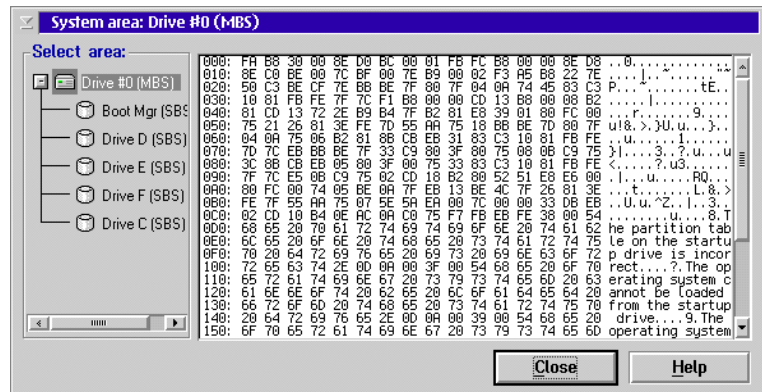 System area: Drive #0 (MBS)
Select area:
Drive #0 (MBS)
Boot Mgr (SBS
Drive D (SBS)
Drive E (SBS)
Drive F (SBS)
Drive C (SBS)
000: FA B8 30 00 8E D0 BC 00 01 FB FC B8 00 00 8E D8 ..0.............
010: 8E C0 BE 00 7C BF 00 7E B9 00 02 F3 A5 B8 22 7E ....|..~......"~
020: 50 C3 BE CF 7E BB BE 7F 80 7F 04 0A 74 45 83 C3 P...~.......tE..
030: 10 81 FB FE 7F 7C F1 B8 00 00 CD 13 B8 00 08 B2 .....|..........
040: 81 CD 13 72 2E B9 B4 7F B2 81 E8 39 01 80 FC 00 ...r.......9....
050: 75 21 26 81 3E FE 7D 55 AA 75 18 BB BE 7D 80 7F u!&.>.}U.u...}..
060: 04 0A 75 06 B2 81 8B CB EB 31 83 C3 10 81 FB FE ..u......1......
070: 7D 7C EB BB BE 7F 33 C9 80 3F 80 75 08 0B C9 75 }|....3..?.u...u
080: 3C 8B CB EB 05 80 3F 00 75 33 83 C3 10 81 FB FE <.....?.u3......
090: 7F 7C E5 0B C9 75 02 CD 18 B2 80 52 51 E8 E6 00 .|...u.....RQ...
0A0: 80 FC 00 74 05 BE 0A 7F EB 13 BE 4C 7F 26 81 3E ...t.......L.&.>
0B0: FE 7F 55 AA 75 07 5E 5A EA 00 7C 00 00 33 DB EB ..U.u.^Z..|..3..
0C0: 02 CD 10 B4 0E AC 0A C0 75 F7 FB EB FE 38 00 54 ........u....8.T
0D0: 68 65 20 70 61 72 74 69 74 69 6F 6E 20 74 61 62 he partition tab
0E0: 6C 65 20 6F 6E 20 74 68 65 20 73 74 61 72 74 75 le on the startu
0F0: 70 20 64 72 69 76 65 20 69 73 20 69 6E 63 6F 72 p drive is incor
100: 72 65 63 74 2E 0D 0A 00 3F 00 54 68 65 20 6F 70 rect....?.The op
110: 65 72 61 74 69 6E 67 20 73 79 73 74 65 6D 20 63 erating system c
120: 61 6E 6E 6F 74 20 62 65 20 6C 6F 61 64 65 64 20 annot be loaded
130: 66 72 6F 6D 20 74 68 65 20 73 74 61 72 74 75 70 from the startup
140: 20 64 72 69 76 65 2E 0D 0A 00 39 00 54 68 65 20 drive....9.The
150: 6F 70 65 72 61 74 69 6E 67 20 73 79 73 74 65 6D operating system
Close
Help